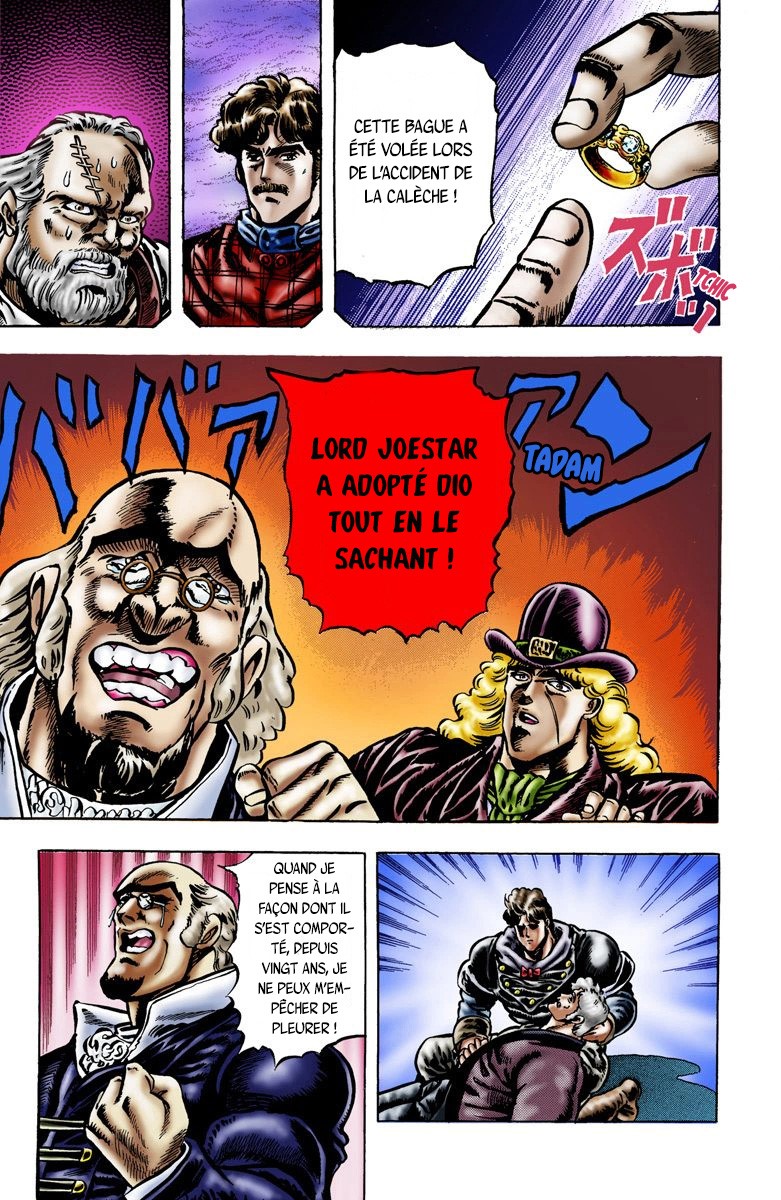 CETTE BAGUE A
ÉTÉ VOLÉE LORS
DE L'ACCIDENT DE
LA CALÈCHE !
ズボッ
TCHIC
ババァァン
LORD JOESTAR
A ADOPTÉ DIO
TOUT EN LE
SACHANT !
TADAM
QUAND JE
PENSE À LA
FAÇON DONT IL
S'EST COMPOR-
TÉ, DEPUIS
VINGT ANS, JE
NE PEUX M'EM-
PÊCHER DE
PLEURER !